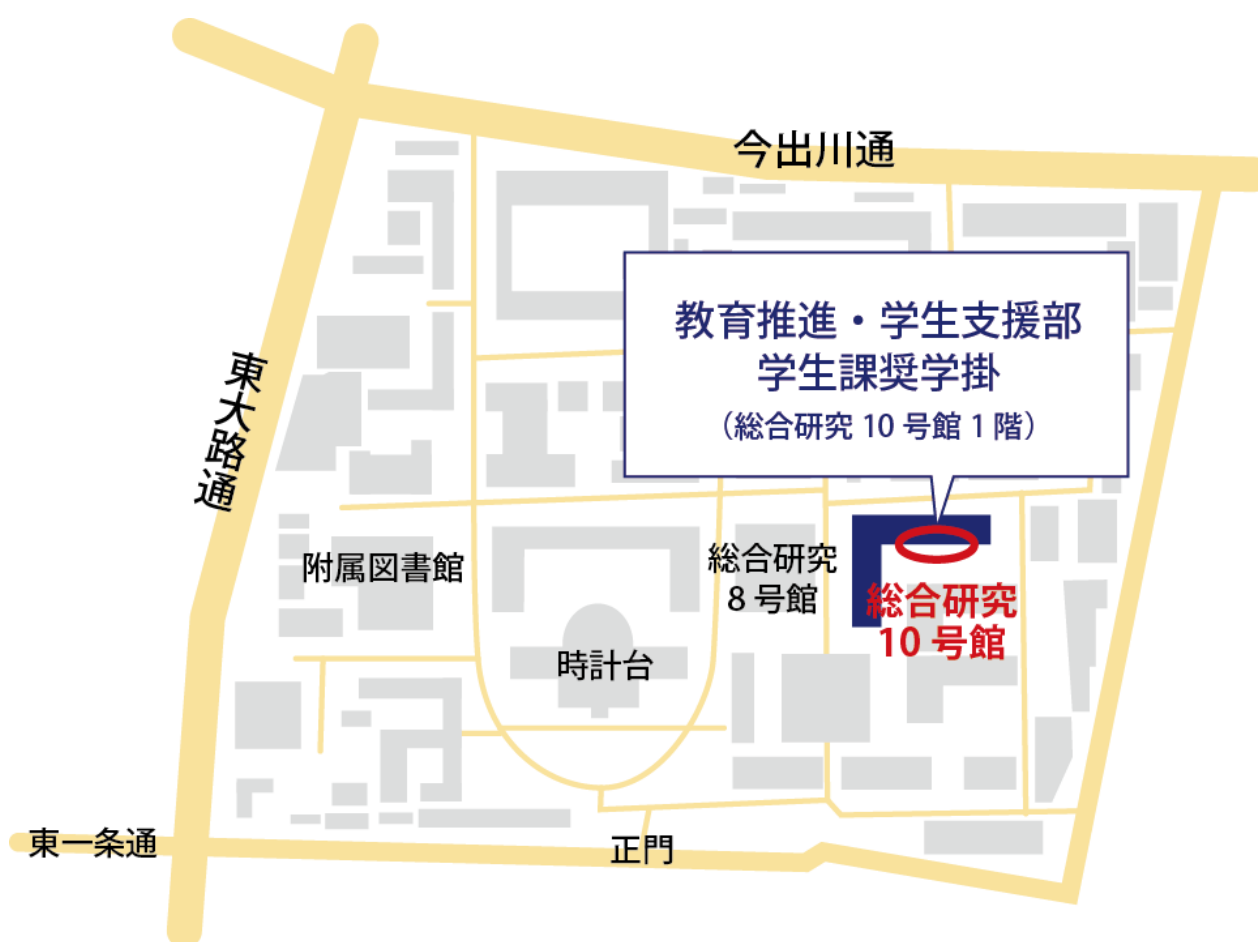 今出川通
教育推進・学生支援部
学生課奨学掛
（総合研究 10 号館 1 階）
東大路通
附属図書館
総合研究
8 号館
総合研究
10 号館
時計台
東一条通
正門